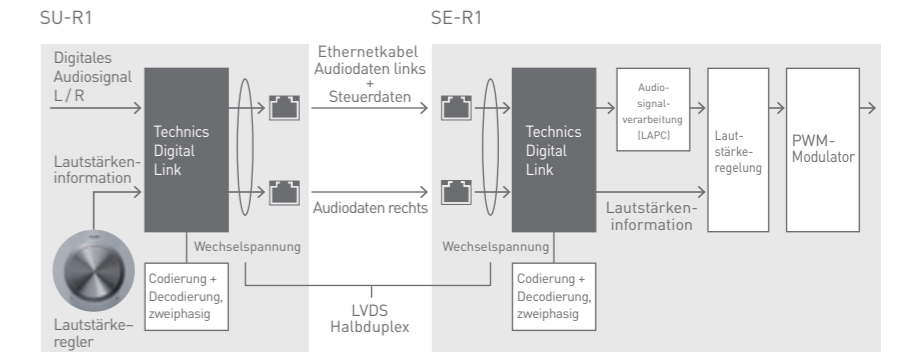 SU-R1
SE-R1
Digitales
Audiosignal
L / R
Technics
Digital
Link
Lautstärken-
information
Lautstärke–
regler
Codierung +
Decodierung,
zweiphasig
Wechselspannung
Ethernetkabel
Audiodaten links
+
Steuerdaten
Audiodaten rechts
LVDS
Halbduplex
Wechselspannung
Technics
Digital
Link
Codierung +
Decodierung,
zweiphasig
Audio-
signal-
verarbeitung
(LAPC)
Lautstärken-
information
Laut-
stärke-
regelung
PWM-
Modulator